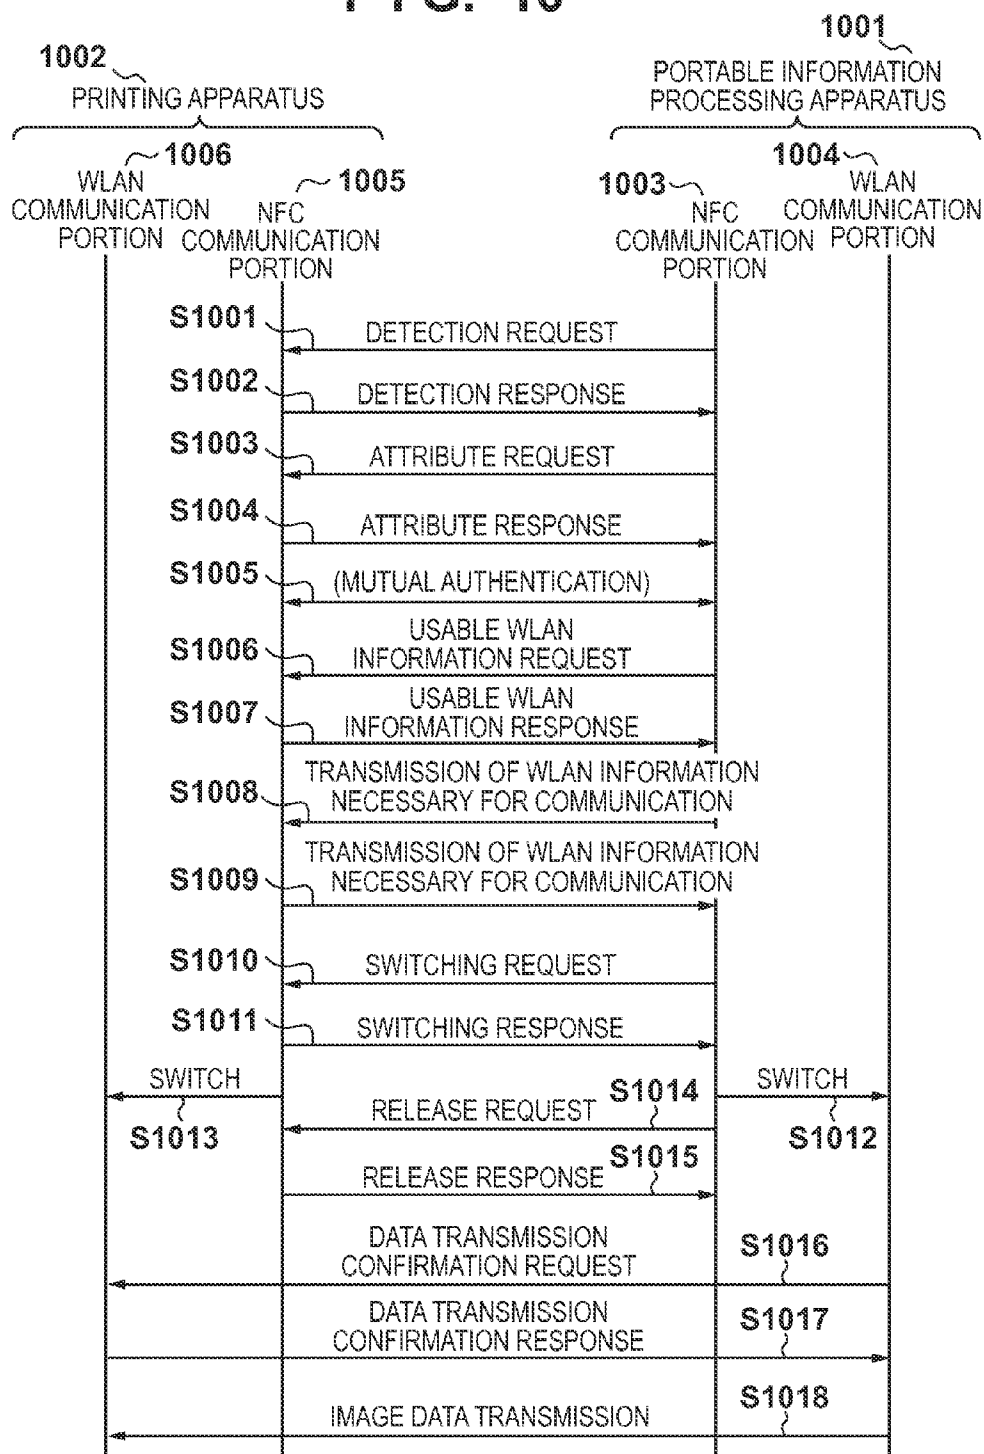 FIG. 10
1002
PRINTING APPARATUS
1001
PORTABLE INFORMATION
PROCESSING APPARATUS
1006
WLAN
COMMUNICATION
PORTION
1005
NFC
COMMUNICATION
PORTION
1003
NFC
COMMUNICATION
PORTION
1004
WLAN
COMMUNICATION
PORTION
S1001
DETECTION REQUEST
S1002
DETECTION RESPONSE
S1003
ATTRIBUTE REQUEST
S1004
ATTRIBUTE RESPONSE
S1005
(MUTUAL AUTHENTICATION)
S1006
USABLE WLAN
INFORMATION REQUEST
S1007
USABLE WLAN
INFORMATION RESPONSE
S1008
TRANSMISSION OF WLAN INFORMATION
NECESSARY FOR COMMUNICATION
S1009
TRANSMISSION OF WLAN INFORMATION
NECESSARY FOR COMMUNICATION
S1010
SWITCHING REQUEST
S1011
SWITCHING RESPONSE
SWITCH
S1013
SWITCH
S1012
RELEASE REQUEST
S1014
RELEASE RESPONSE
S1015
DATA TRANSMISSION
CONFIRMATION REQUEST
S1016
DATA TRANSMISSION
CONFIRMATION RESPONSE
S1017
IMAGE DATA TRANSMISSION
S1018